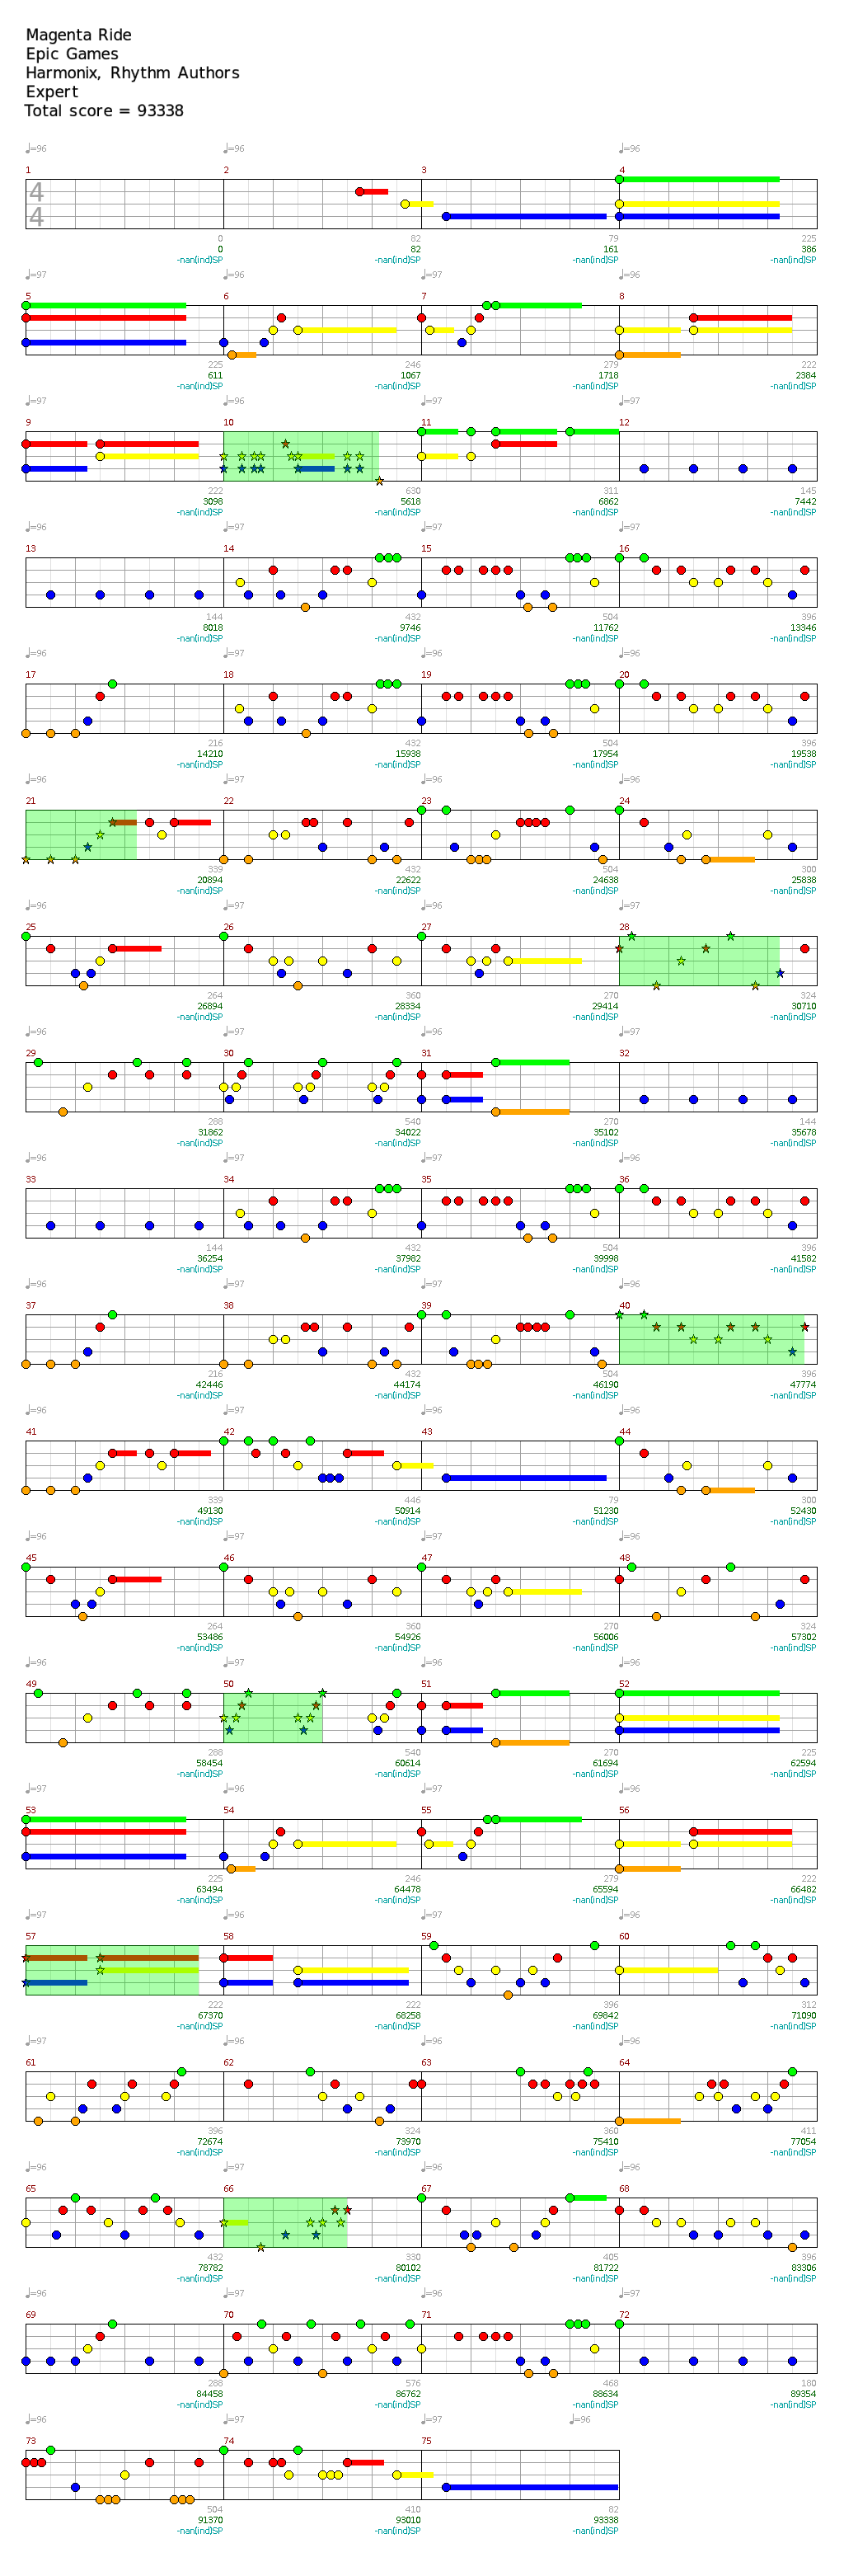 Magenta Ride
Epic Games
Harmonix, Rhythm Authors
Expert
Total score = 93338
♩=96 ♩=96 ♩=96
1 2 3 4
4
4
0 82 79 225
0 82 161 386
-nan(ind)SP -nan(ind)SP -nan(ind)SP -nan(ind)SP
♩=97 ♩=96 ♩=97 ♩=96
5 6 7 8
225 246 279 222
611 1067 1718 2384
-nan(ind)SP -nan(ind)SP -nan(ind)SP -nan(ind)SP
♩=97 ♩=96 ♩=97
9 10 11 12
222 630 311 145
3098 5618 6862 7442
-nan(ind)SP -nan(ind)SP -nan(ind)SP -nan(ind)SP
♩=96 ♩=97 ♩=96 ♩=96
13 14 15 16
144 432 504 396
8018 9746 11762 13346
-nan(ind)SP -nan(ind)SP -nan(ind)SP -nan(ind)SP
♩=96 ♩=96 ♩=96 ♩=96
17 18 19 20
216 432 504 396
14210 15938 17954 19538
-nan(ind)SP -nan(ind)SP -nan(ind)SP -nan(ind)SP
♩=96 ♩=97 ♩=96 ♩=96
21 22 23 24
339 432 504 300
20894 22622 24638 25838
-nan(ind)SP -nan(ind)SP -nan(ind)SP -nan(ind)SP
♩=96 ♩=97 ♩=96 ♩=97
25 26 27 28
264 360 270 324
26894 28334 29414 30710
-nan(ind)SP -nan(ind)SP -nan(ind)SP -nan(ind)SP
♩=96 ♩=97 ♩=96 ♩=97
29 30 31 32
288 540 270 144
31862 34022 35102 35678
-nan(ind)SP -nan(ind)SP -nan(ind)SP -nan(ind)SP
♩=96 ♩=97 ♩=96 ♩=96
33 34 35 36
144 432 504 396
36254 37982 39998 41582
-nan(ind)SP -nan(ind)SP -nan(ind)SP -nan(ind)SP
♩=96 ♩=97 ♩=97 ♩=96
37 38 39 40
216 432 504 396
42446 44174 46190 47774
-nan(ind)SP -nan(ind)SP -nan(ind)SP -nan(ind)SP
♩=96 ♩=96 ♩=97 ♩=96
41 42 43 44
339 446 79 300
49130 50914 51230 52430
-nan(ind)SP -nan(ind)SP -nan(ind)SP -nan(ind)SP
♩=96 ♩=97 ♩=97 ♩=96
45 46 47 48
264 360 270 324
53486 54926 56006 57302
-nan(ind)SP -nan(ind)SP -nan(ind)SP -nan(ind)SP
♩=96 ♩=97 ♩=97 ♩=96
49 50 51 52
288 540 270 225
58454 60614 61694 62594
-nan(ind)SP -nan(ind)SP -nan(ind)SP -nan(ind)SP
♩=97 ♩=96 ♩=97 ♩=96
53 54 55 56
225 246 279 222
63494 64478 65594 66482
-nan(ind)SP -nan(ind)SP -nan(ind)SP -nan(ind)SP
♩=97 ♩=96 ♩=97 ♩=96
57 58 59 60
222 222 396 312
67370 68258 69842 71090
-nan(ind)SP -nan(ind)SP -nan(ind)SP -nan(ind)SP
♩=97 ♩=96 ♩=96 ♩=96
61 62 63 64
396 324 360 411
72674 73970 75410 77054
-nan(ind)SP -nan(ind)SP -nan(ind)SP -nan(ind)SP
♩=96 ♩=97 ♩=96 ♩=96
65 66 67 68
432 330 405 396
78782 80102 81722 83306
-nan(ind)SP -nan(ind)SP -nan(ind)SP -nan(ind)SP
♩=96 ♩=97 ♩=96 ♩=97
69 70 71 72
288 576 468 180
84458 86762 88634 89354
-nan(ind)SP -nan(ind)SP -nan(ind)SP -nan(ind)SP
♩=96 ♩=97 ♩=97 ♩=96
73 74 75
504 410 82
91370 93010 93338
-nan(ind)SP -nan(ind)SP -nan(ind)SP